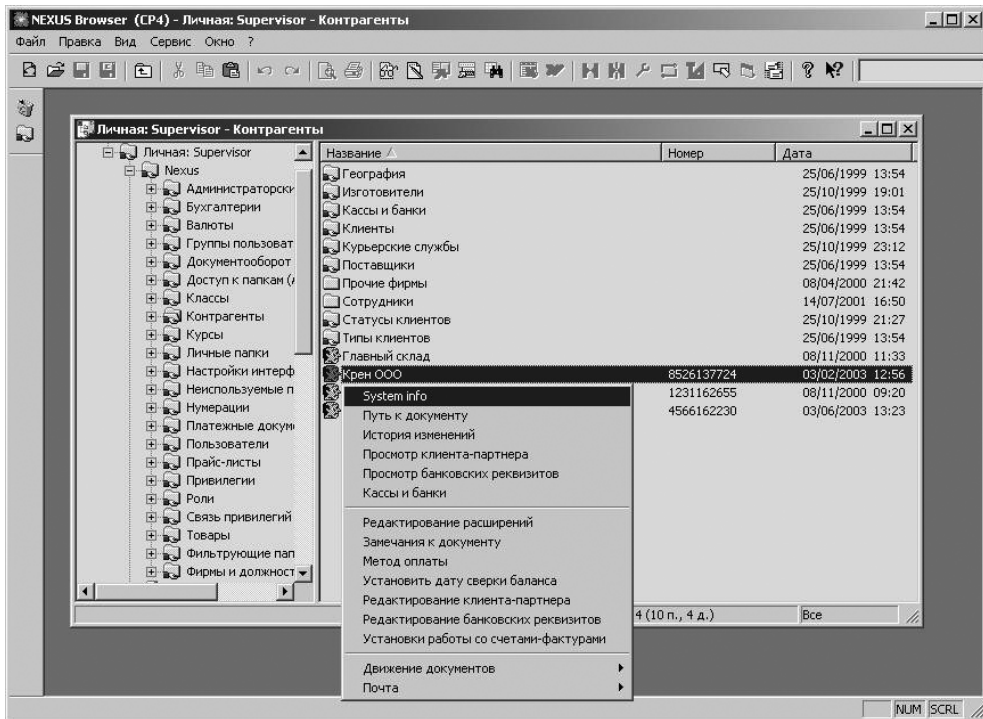 NEXUS Browser (CP4) - Личная: Supervisor - Контрагенты
Файл Правка Вид Сервис Окно ?
Личная: Supervisor - Контрагенты
Личная: Supervisor
Nexus
Администраторски
Бухгалтерии
Валюты
Группы пользоват
Документооборот
Доступ к папкам (
Классы
Контрагенты
Курсы
Личные папки
Настройки интерф
Неиспользуемые п
Нумерации
Платежные докум
Пользователи
Прайс-листы
Привилегии
Роли
Связь привилегий
Товары
Фильтрующие пап
Фирмы и должност
Название Номер Дата
География 25/06/1999 13:54
Изготовители 25/10/1999 19:01
Кассы и банки 25/06/1999 13:54
Клиенты 25/06/1999 13:54
Курьерские службы 25/10/1999 23:12
Поставщики 25/06/1999 13:54
Прочие фирмы 08/04/2000 21:42
Сотрудники 14/07/2001 16:50
Статусы клиентов 25/10/1999 21:27
Типы клиентов 25/06/1999 13:54
Главный склад 08/11/2000 11:33
Крен ООО 8526137724 03/02/2003 12:56
1231162655 08/11/2000 09:20
4566162230 03/06/2003 13:23
System info
Путь к документу
История изменений
Просмотр клиента-партнера
Просмотр банковских реквизитов
Кассы и банки
Редактирование расширений
Замечания к документу
Метод оплаты
Установить дату сверки баланса
Редактирование клиента-партнера
Редактирование банковских реквизитов
Установки работы со счетами-фактурами
Движение документов
Почта
4 (10 п., 4 д.) Все
NUM SCRL